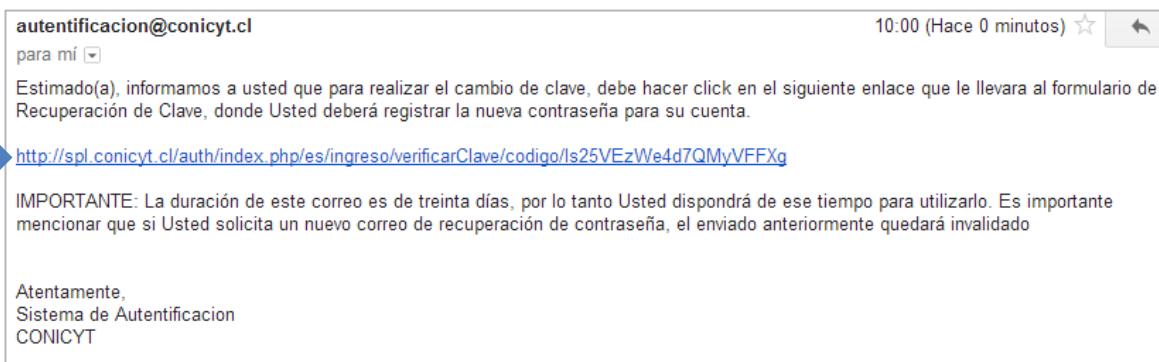 autentificacion@conicyt.cl 10:00 (Hace 0 minutos)
para mí
Estimado(a), informamos a usted que para realizar el cambio de clave, debe hacer click en el siguiente enlace que le llevara al formulario de
Recuperación de Clave, donde Usted deberá registrar la nueva contraseña para su cuenta.
http://spl.conicyt.cl/auth/index.php/es/ingreso/verificarClave/codigo/ls25VEzWe4d7QMyVFFXg
IMPORTANTE: La duración de este correo es de treinta días, por lo tanto Usted dispondrá de ese tiempo para utilizarlo. Es importante
mencionar que si Usted solicita un nuevo correo de recuperación de contraseña, el enviado anteriormente quedará invalidado
Atentamente,
Sistema de Autentificacion
CONICYT